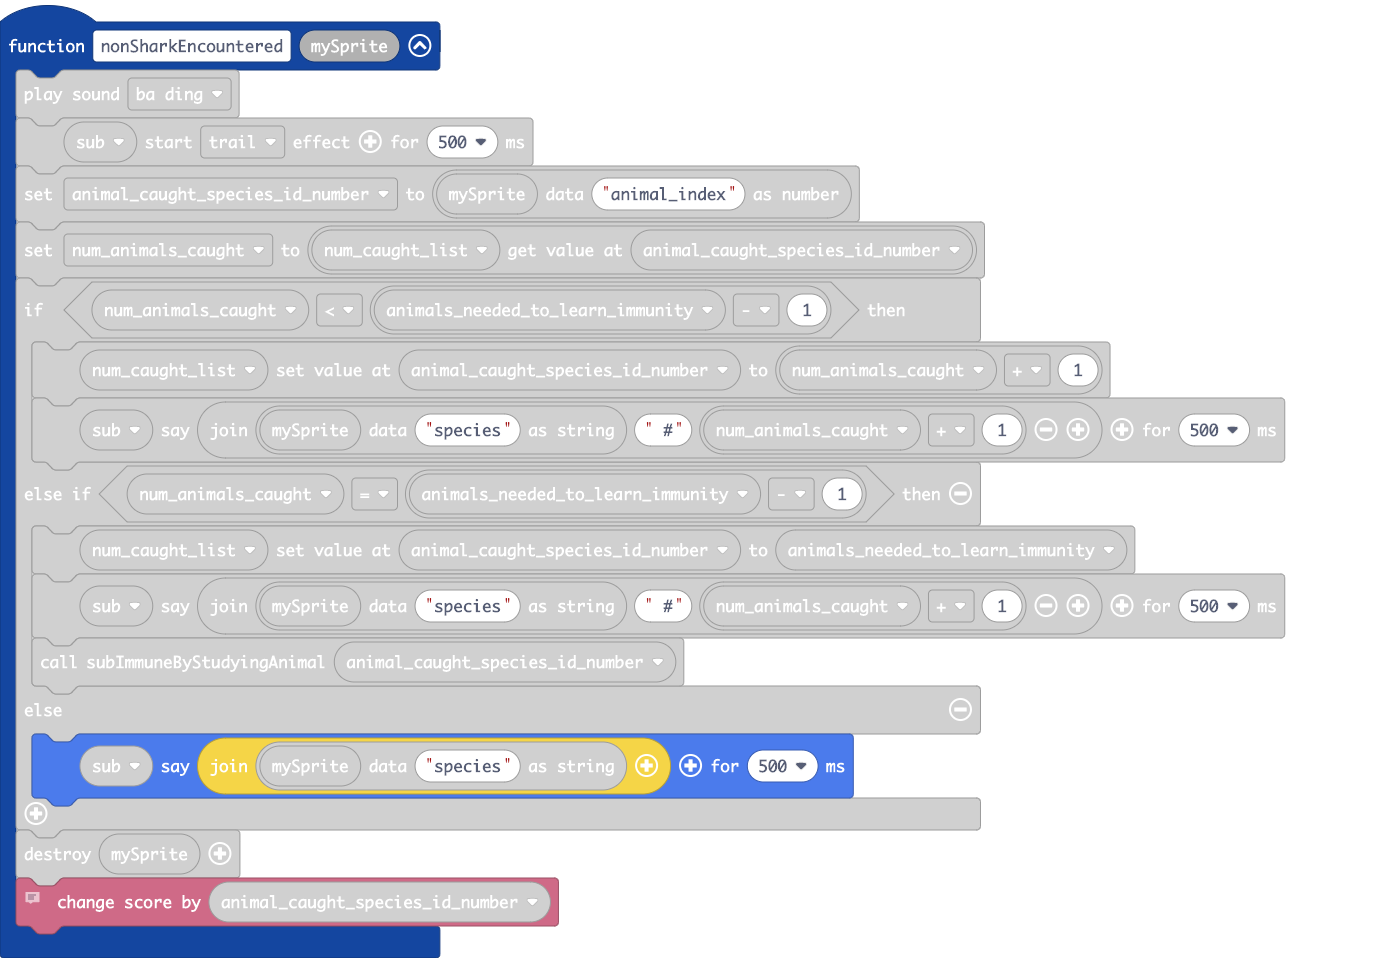 function nonSharkEncountered mySprite
play sound ba ding
sub start trail effect for 500 ms
set animal_caught_species_id_number to mySprite data "animal_index" as number
set num_animals_caught to num_caught_list get value at animal_caught_species_id_number
if num_animals_caught < animals_needed_to_learn_immunity - 1 then
num_caught_list set value at animal_caught_species_id_number to num_animals_caught + 1
sub say join mySprite data "species" as string " #" num_animals_caught + 1 for 500 ms
else if num_animals_caught = animals_needed_to_learn_immunity - 1 then
num_caught_list set value at animal_caught_species_id_number to animals_needed_to_learn_immunity
sub say join mySprite data "species" as string " #" num_animals_caught + 1 for 500 ms
call subImmuneByStudyingAnimal animal_caught_species_id_number
else
sub say join mySprite data "species" as string for 500 ms
destroy mySprite
change score by animal_caught_species_id_number